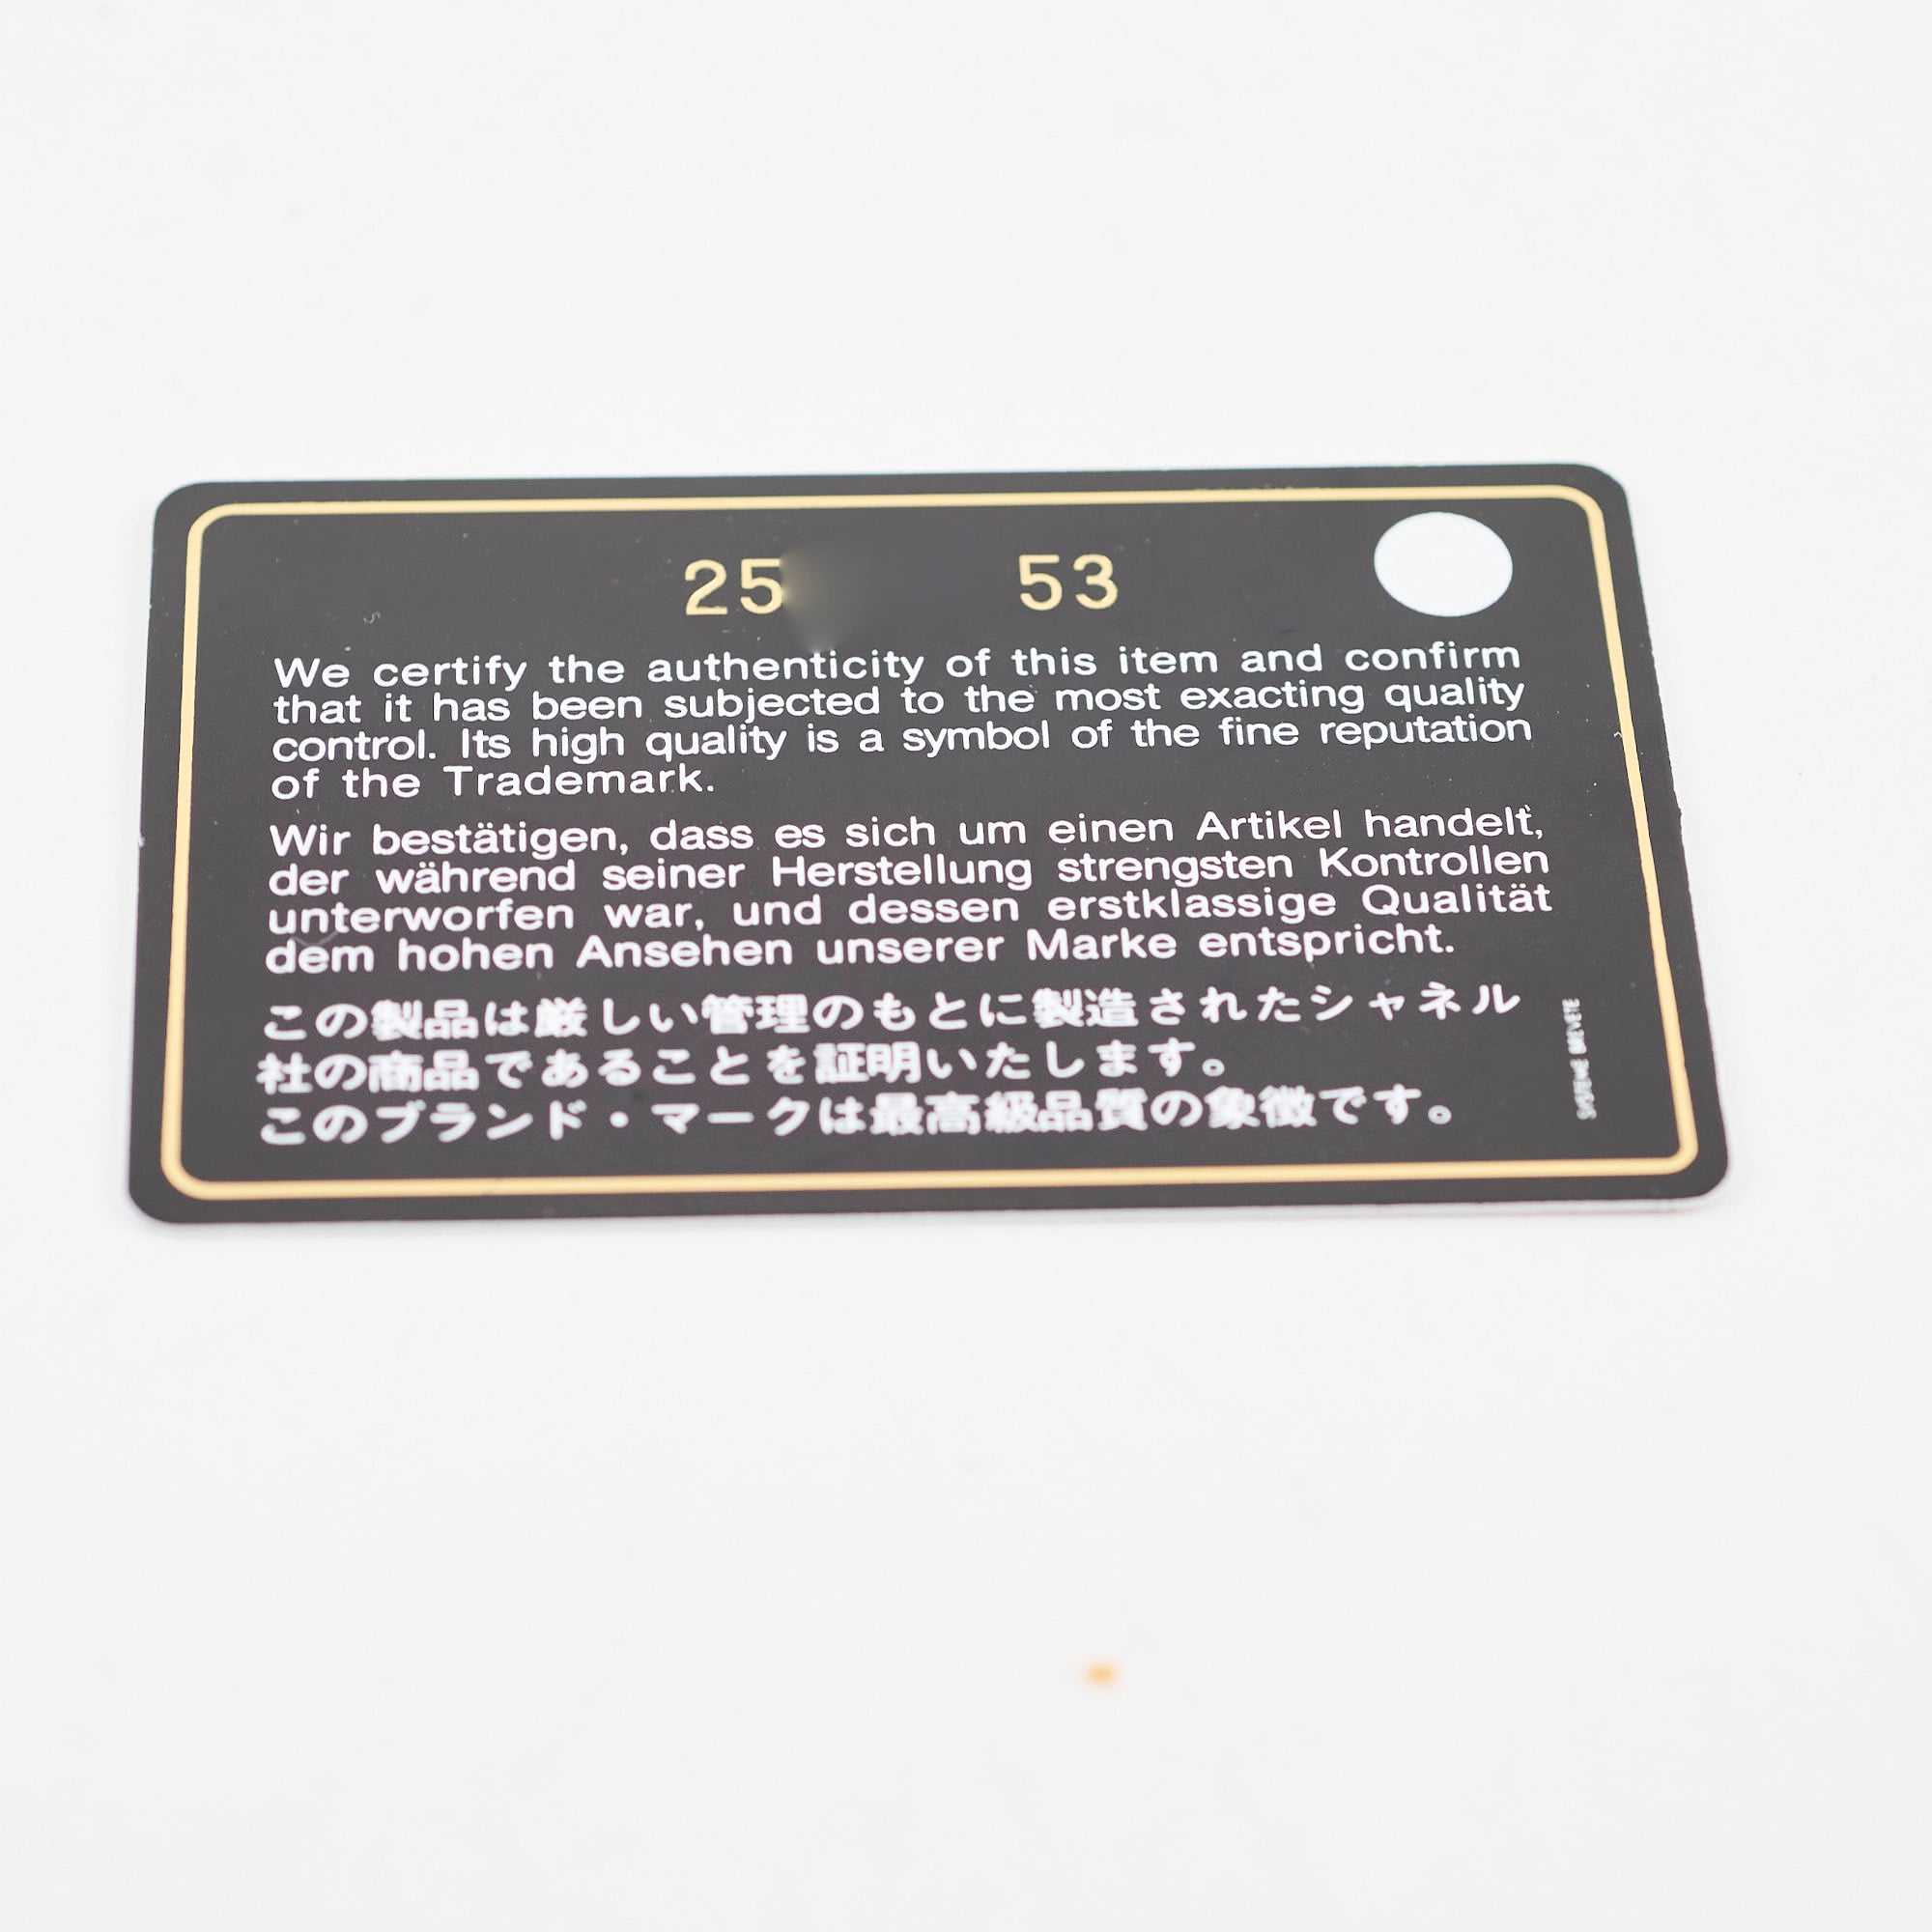 25 53
We certify the authenticity of this item and confirm
that it has been subjected to the most exacting quality
control. Its high quality is a symbol of the fine reputation
of the Trademark.
Wir bestätigen, dass es sich um einen Artikel handelt,
der während seiner Herstellung strengsten Kontrollen
unterworfen war, und dessen erstklassige Qualität
dem hohen Ansehen unserer Marke entspricht.
この製品は厳しい管理のもとに製造されたシャネル
社の商品であることを証明いたします。
このブランド・マークは最高級品質の象徴です。
SYSTEME BREVETE